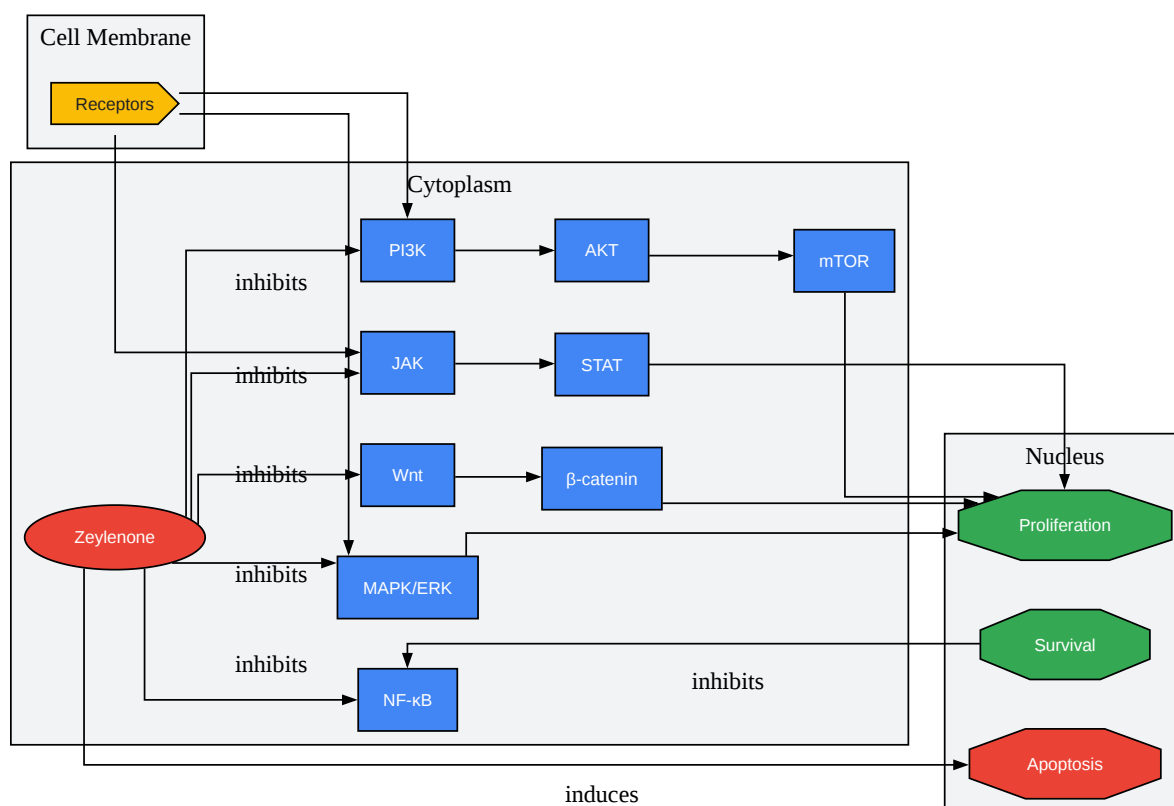 Cell Membrane
Receptors
Cytoplasm
PI3K
AKT
mTOR
inhibits
JAK
STAT
inhibits
Wnt
β-catenin
inhibits
Nucleus
Proliferation
Zeylenone
MAPK/ERK
inhibits
Survival
inhibits
NF-κB
inhibits
Apoptosis
induces